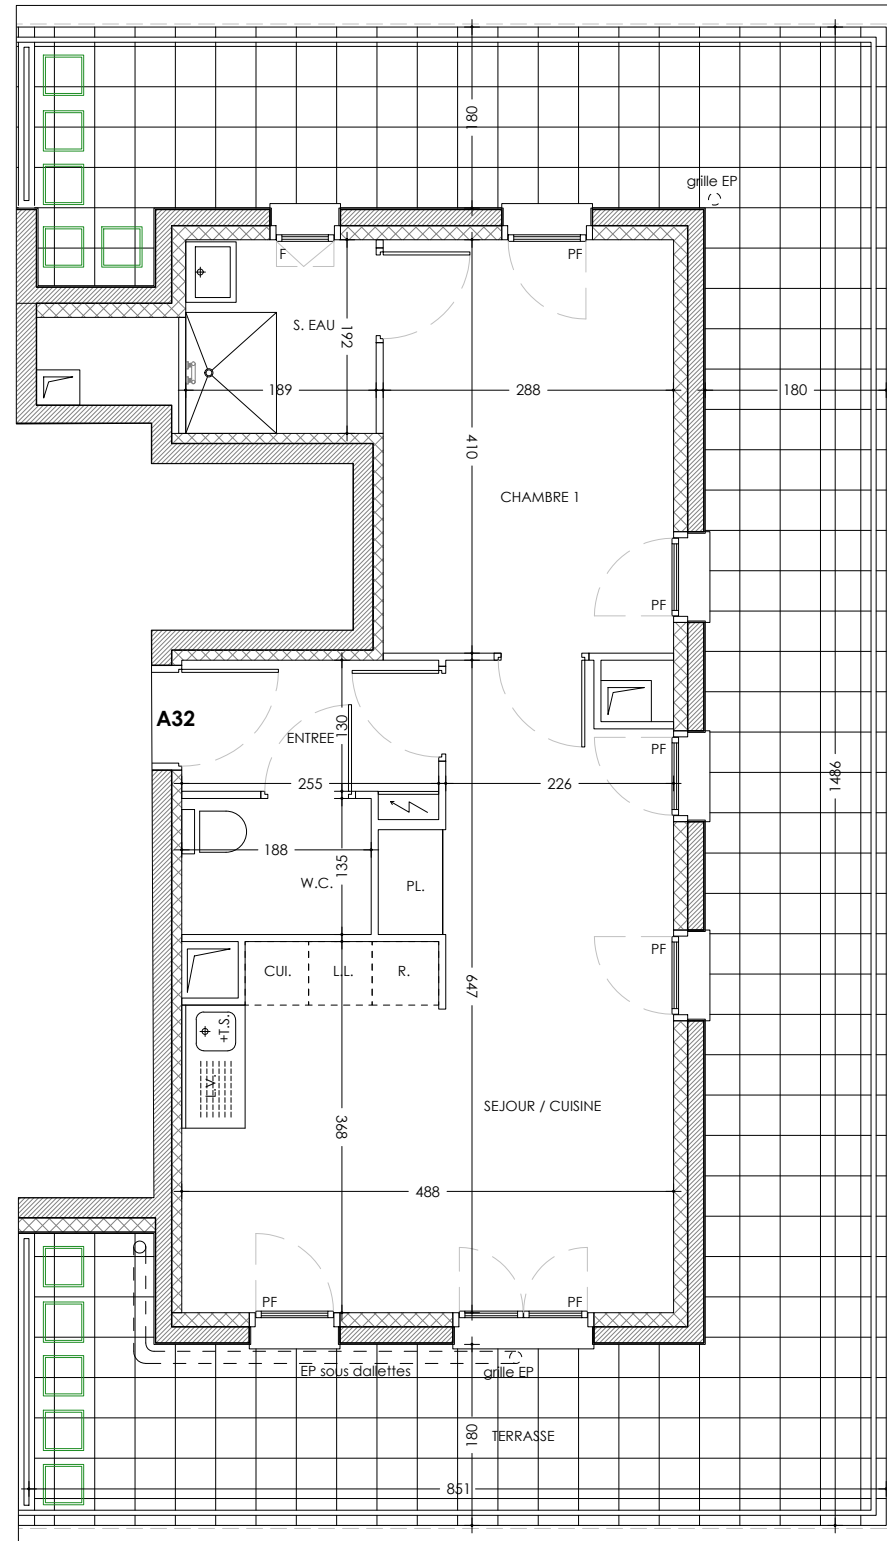 180
grille EP
F
PF
S. EAU
192
189
288
180
410
CHAMBRE 1
PF
A32
ENTREE
130
PF
255
226
1486
188
135
W.C.
PL.
PF
CUI.
L.L.
R.
647
+T.S.
L.V.
SEJOUR / CUISINE
368
488
PF
PF
EP sous dallettes
grille EP
180
TERRASSE
851